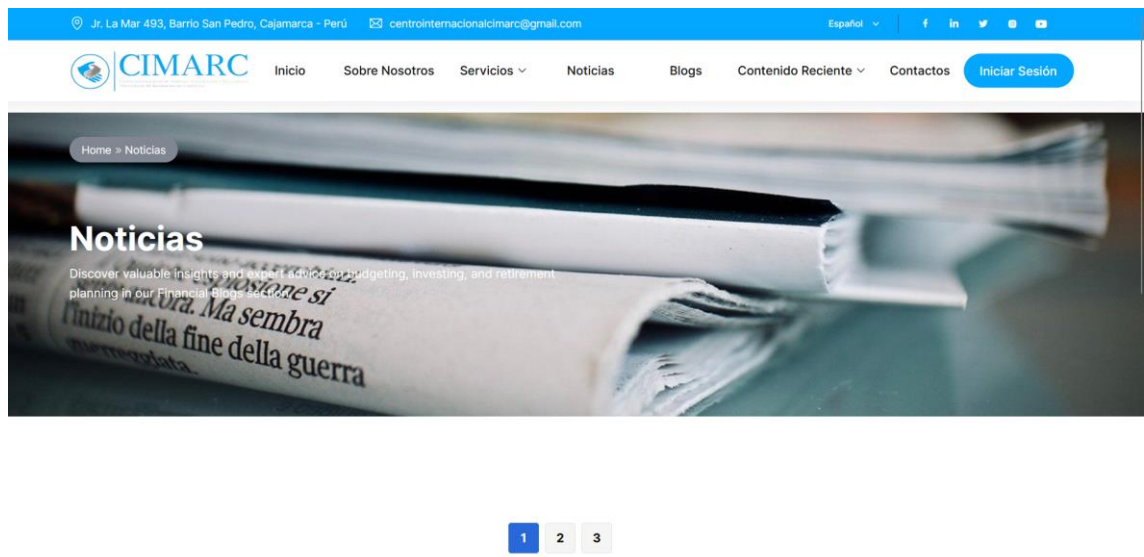 Jr. La Mar 493, Barrio San Pedro, Cajamarca - Perú
centrointernacionalcimarc@gmail.com
Español
CIMARC
Inicio
Sobre Nosotros
Servicios
Noticias
Blogs
Contenido Reciente
Contactos
Iniciar Sesión
Home » Noticias
Noticias
Discover valuable insights and expert advice on budgeting, investing, and retirement
planning in our Financial Blogs section.
si
ancora. Ma sembra
l'inizio della fine della guerra
guerreggiata.
1 2 3